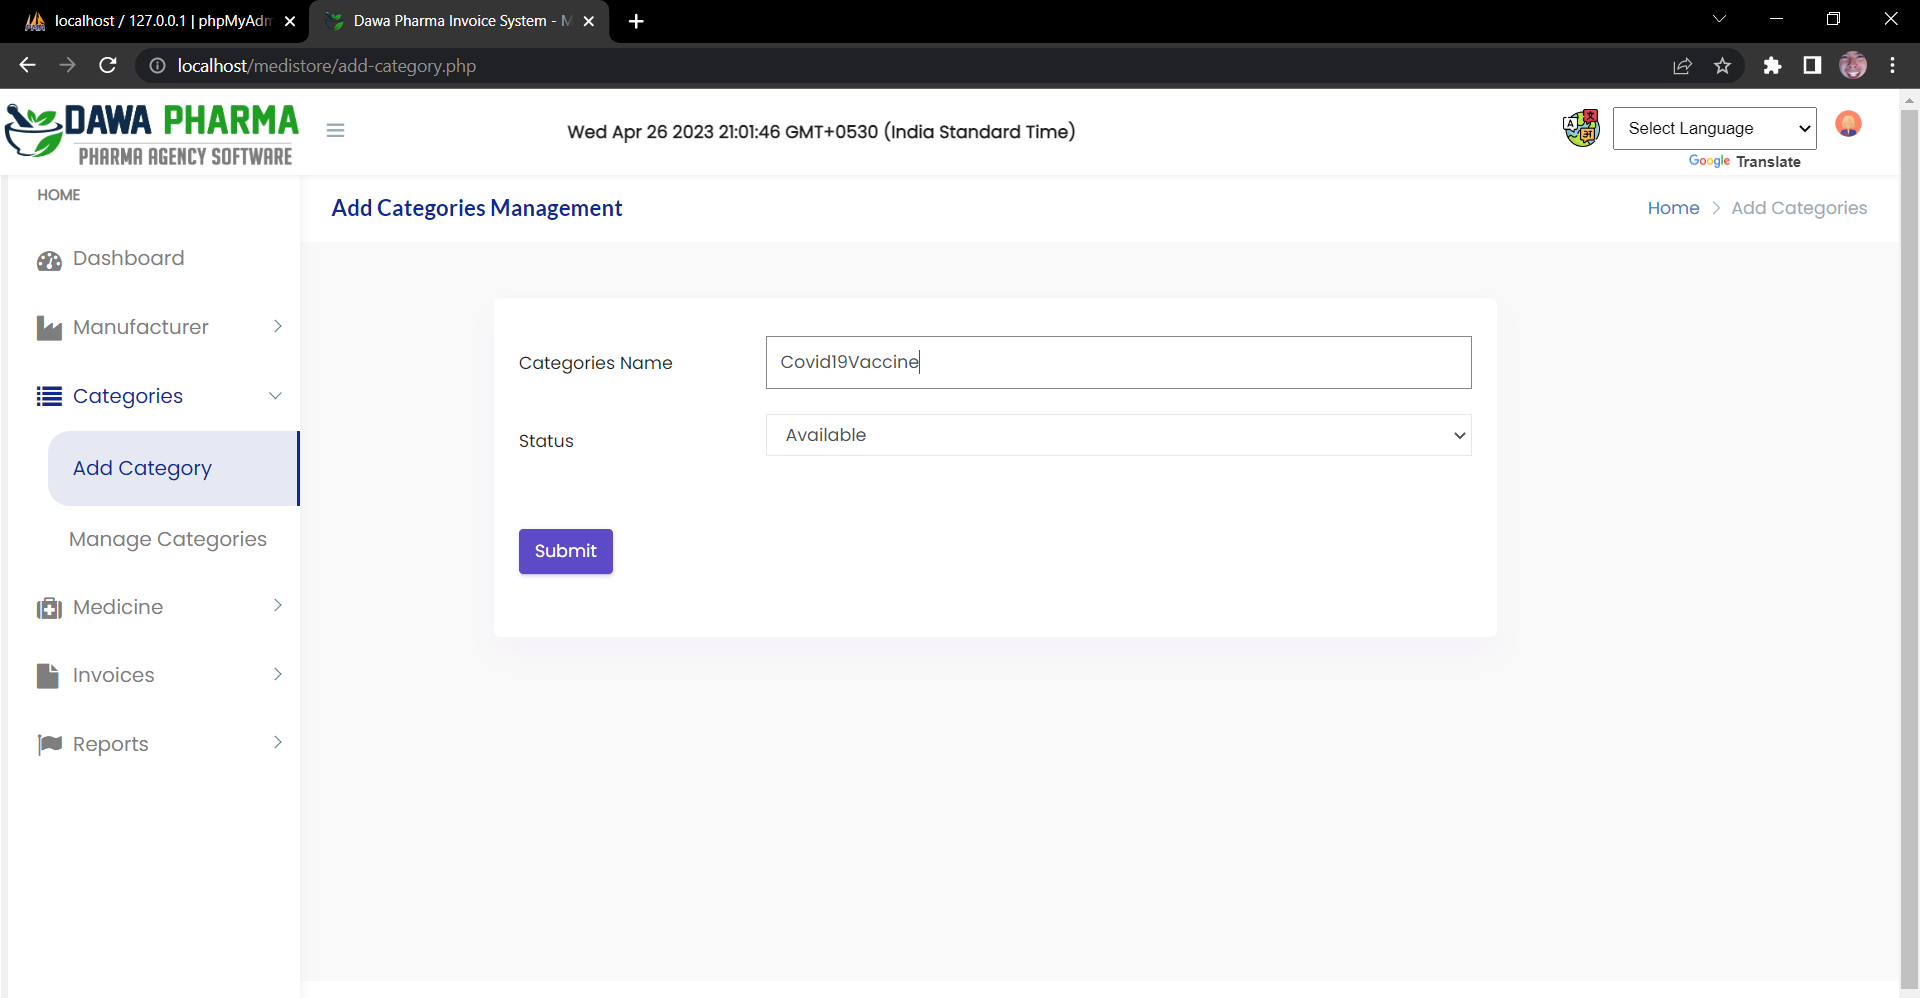 localhost / 127.0.0.1 | phpMyAdm
Dawa Pharma Invoice System - M
localhost/medistore/add-category.php
DAWA PHARMA
PHARMA AGENCY SOFTWARE
Wed Apr 26 2023 21:01:46 GMT+0530 (India Standard Time)
Select Language
Google Translate
HOME
Add Categories Management
Home > Add Categories
Dashboard
Manufacturer
Categories
Add Category
Manage Categories
Medicine
Invoices
Reports
Categories Name
Covid19Vaccine
Status
Available
Submit